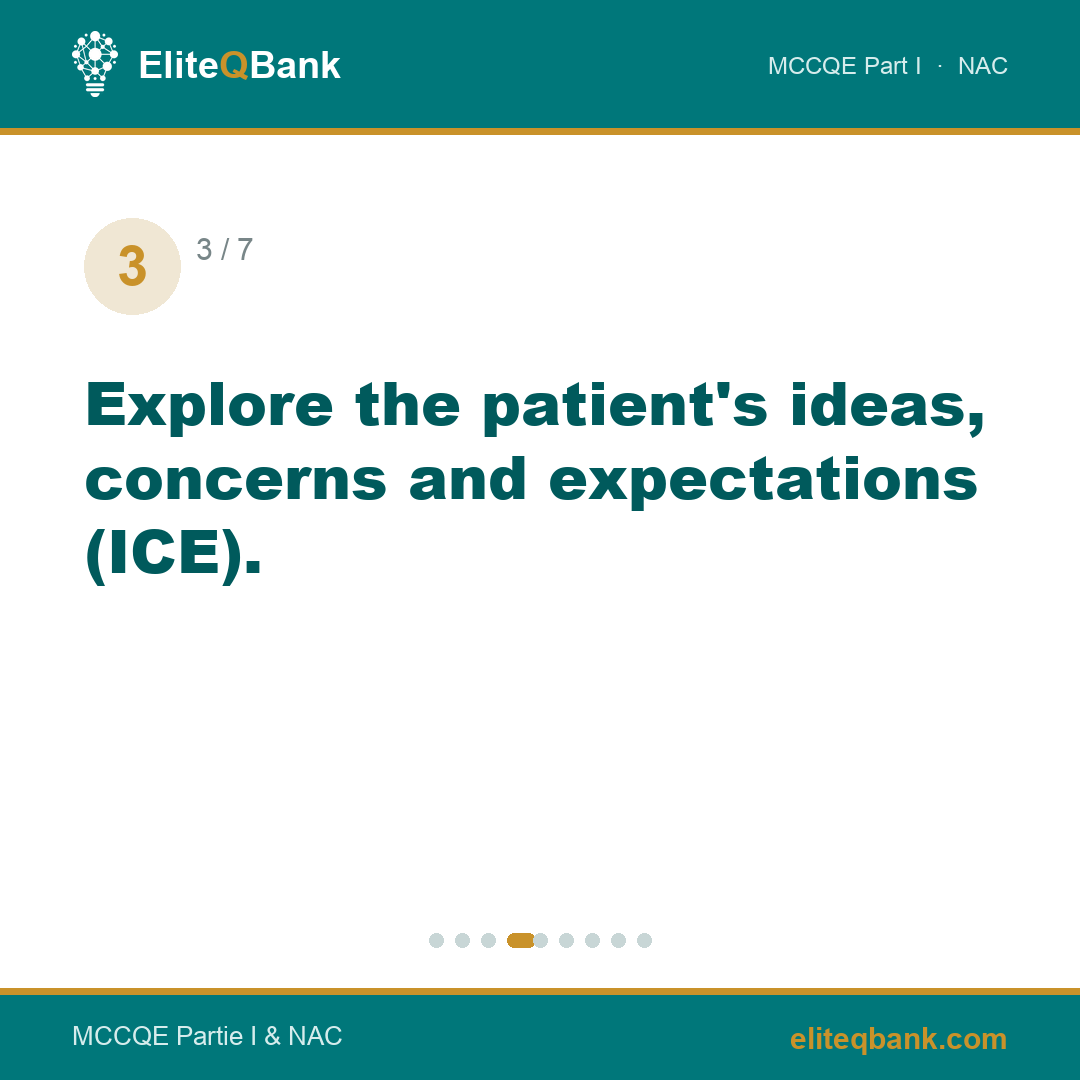 EliteQBank
MCCQE Part I · NAC
3
3 / 7
Explore the patient's ideas,
concerns and expectations
(ICE).
MCCQE Partie I & NAC
eliteqbank.com